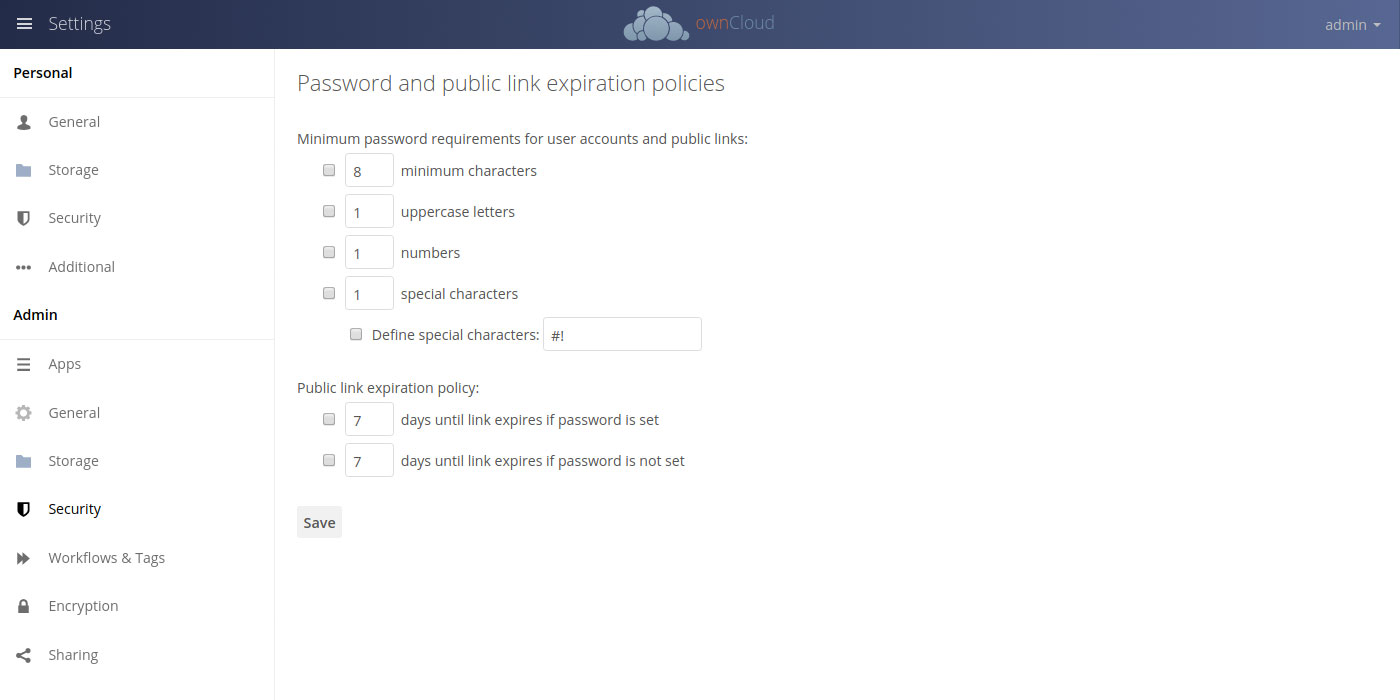 Settings
ownCloud
admin
Personal
General
Storage
Security
Additional
Admin
Apps
General
Storage
Security
Workflows & Tags
Encryption
Sharing
Password and public link expiration policies
Minimum password requirements for user accounts and public links:
8 minimum characters
1 uppercase letters
1 numbers
1 special characters
Define special characters: #!
Public link expiration policy:
7 days until link expires if password is set
7 days until link expires if password is not set
Save